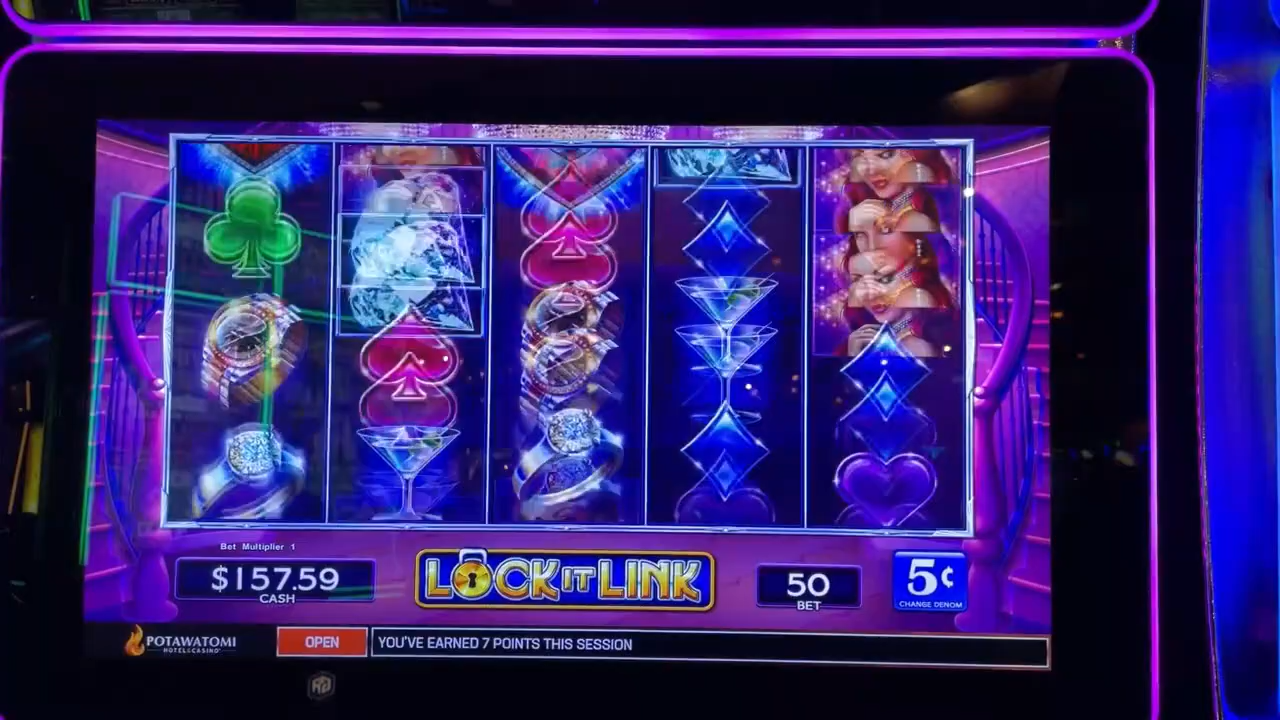 Bet Multiplier 1
$157.59
CASH
LOCK IT LINK
50
BET
5¢
CHANGE DENOM
POTAWATOMI
HOTEL & CASINO
OPEN
YOU'VE EARNED 7 POINTS THIS SESSION